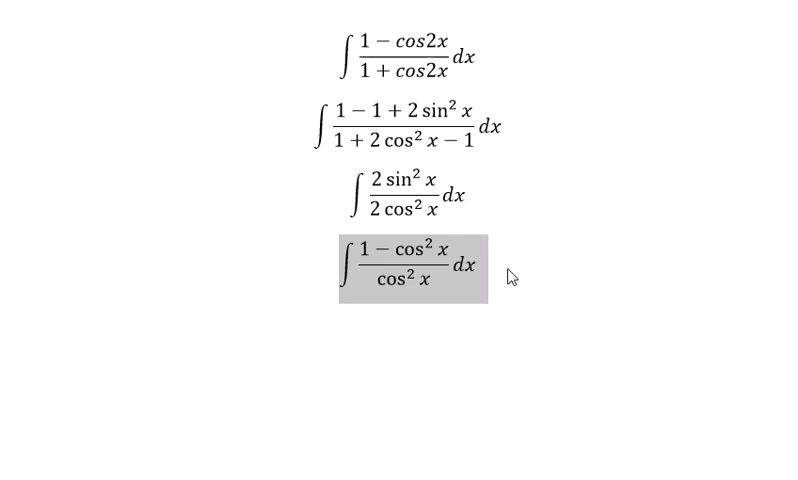 ∫ (1 − cos2x)/(1 + cos2x) dx
∫ (1 − 1 + 2 sin² x)/(1 + 2 cos² x − 1) dx
∫ (2 sin² x)/(2 cos² x) dx
∫ (1 − cos² x)/(cos² x) dx